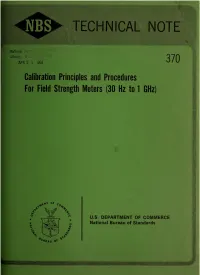 NBS
TECHNICAL NOTE
370
Calibration Principles and Procedures
For Field Strength Meters (30 Hz to 1 GHz)
U.S. DEPARTMENT OF COMMERCE
National Bureau of Standards